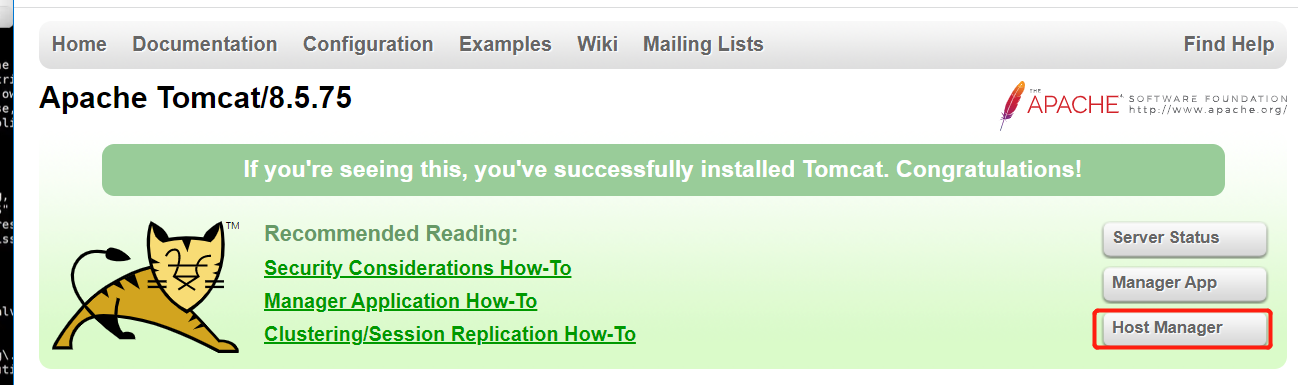 Home Documentation Configuration Examples Wiki Mailing Lists Find Help
Apache Tomcat/8.5.75
THE
APACHE SOFTWARE FOUNDATION
http://www.apache.org/
If you're seeing this, you've successfully installed Tomcat. Congratulations!
TM
Recommended Reading:
Security Considerations How-To
Manager Application How-To
Clustering/Session Replication How-To
Server Status
Manager App
Host Manager